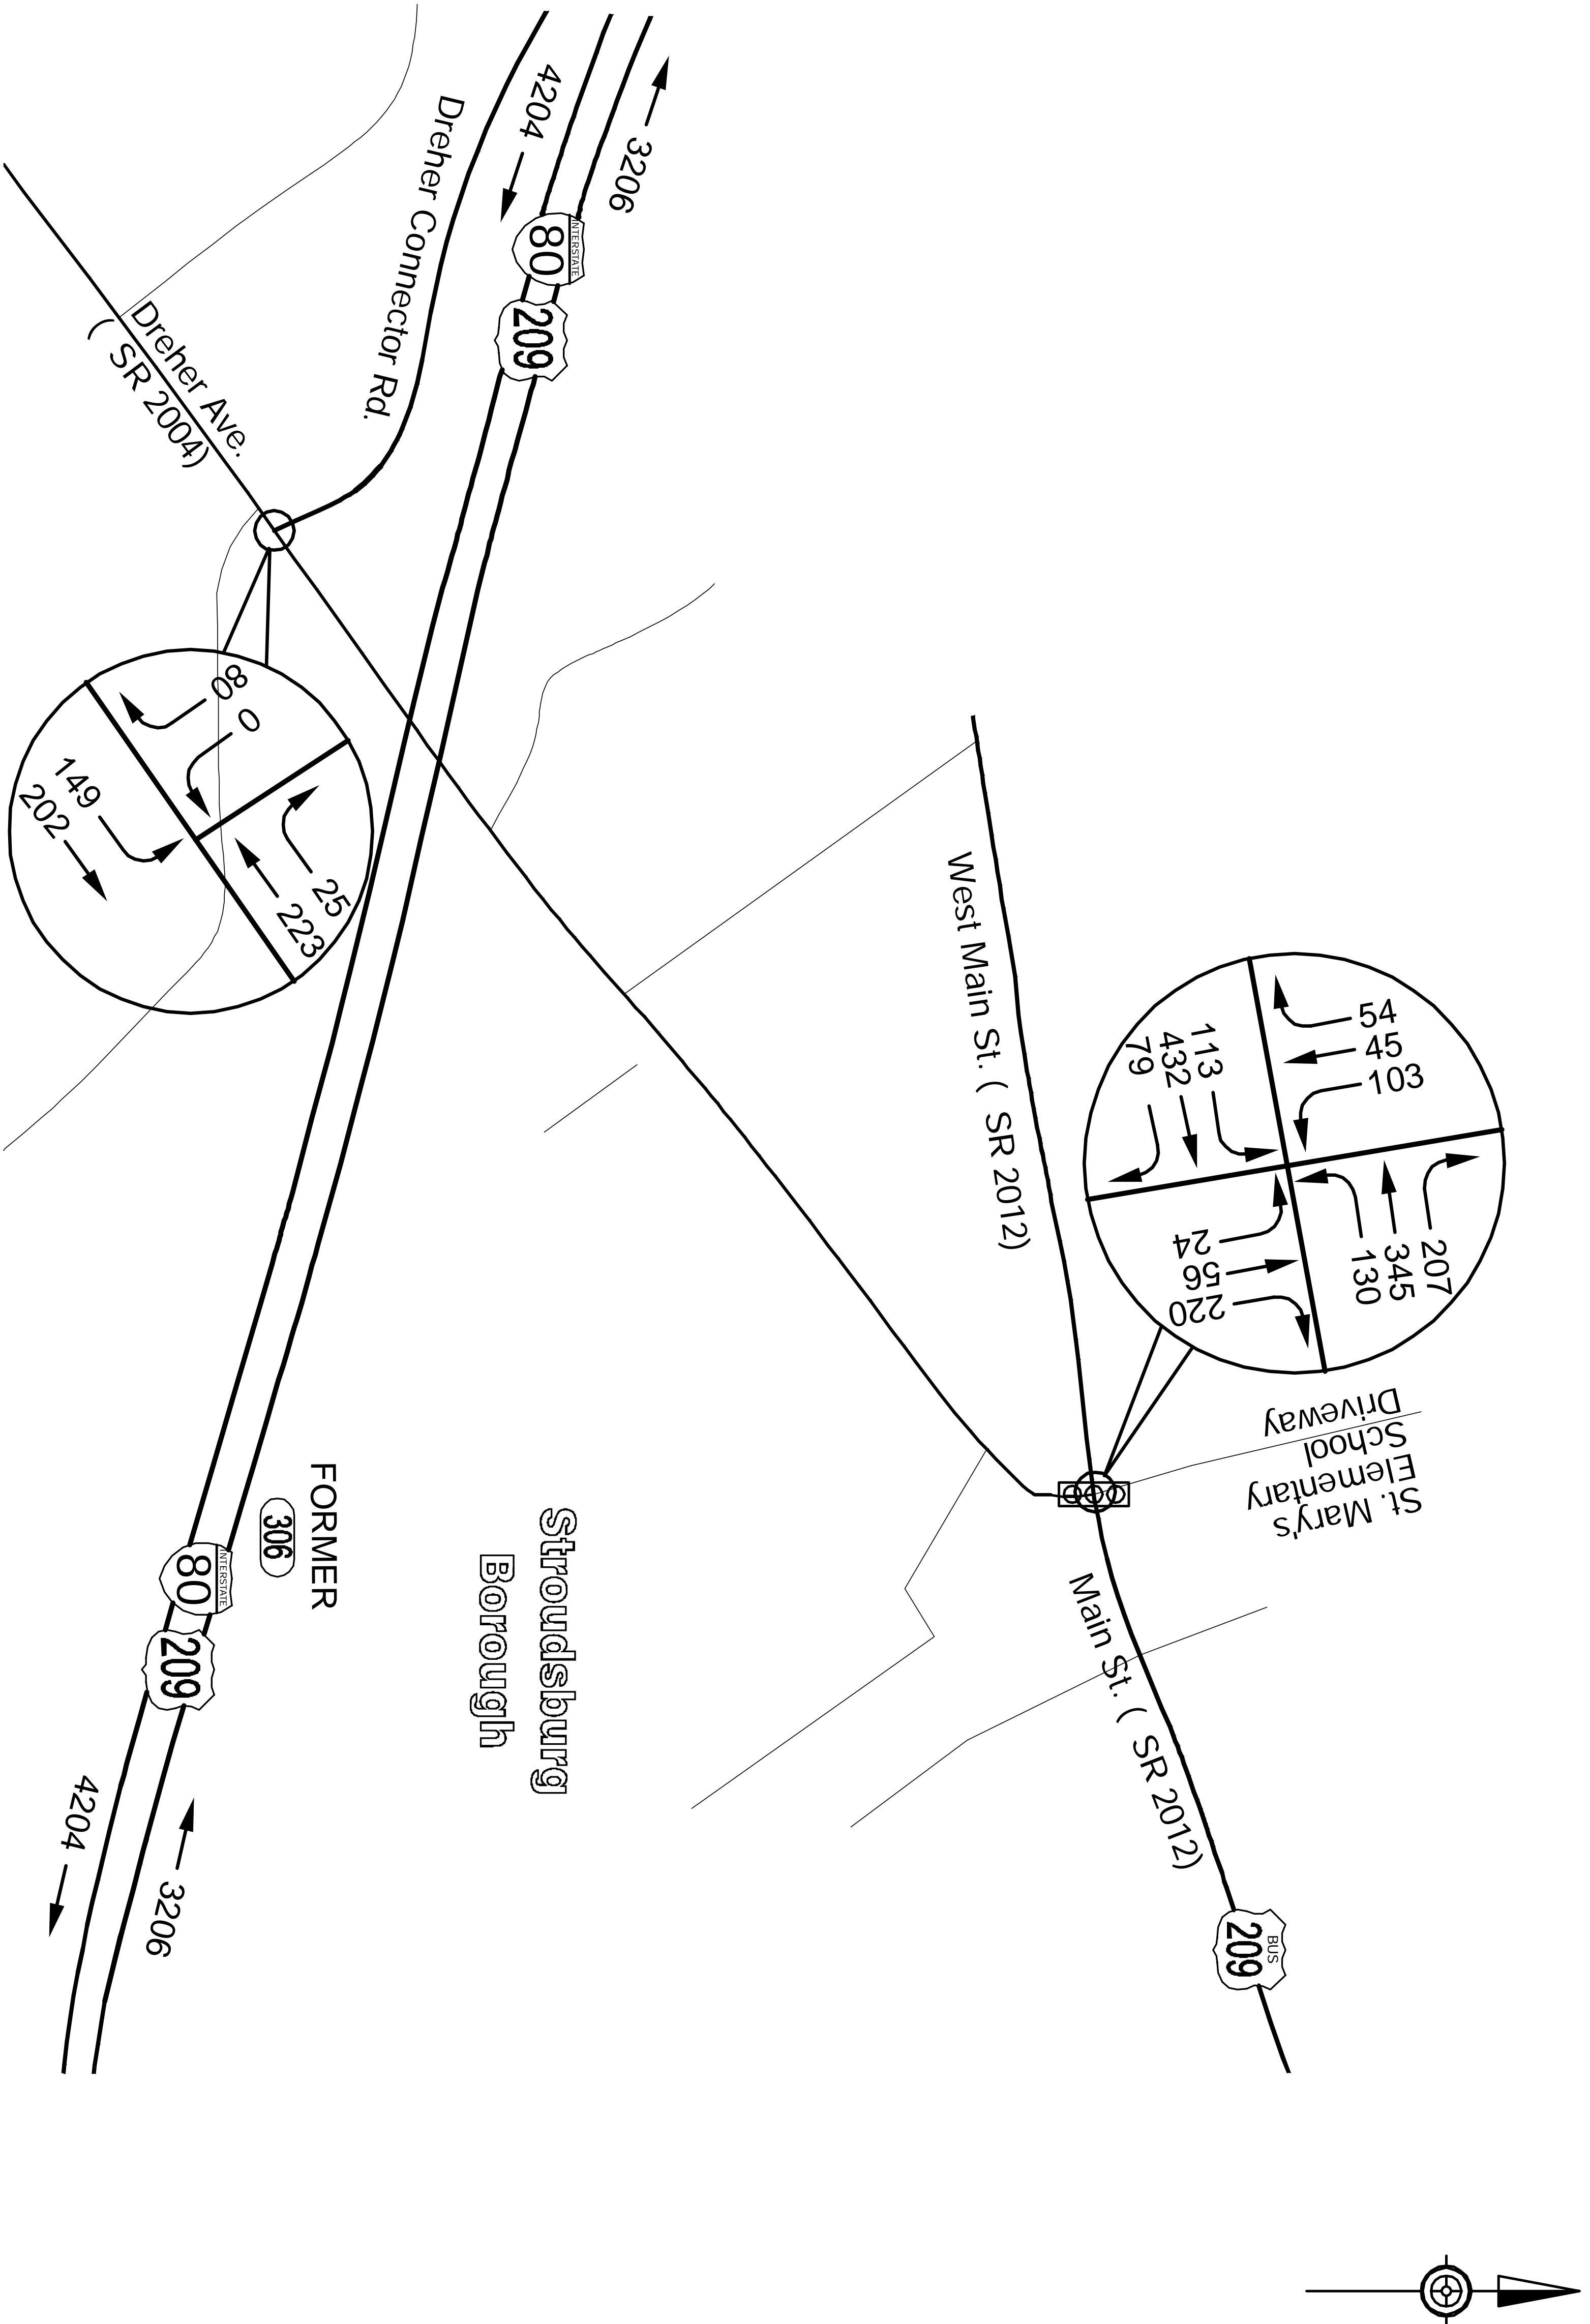 4204
3206
Dreher Connector Rd.
INTERSTATE
80
209
Dreher Ave.
( SR 2004)
80
0
149
202
25
223
West Main St. ( SR 2012)
54
45
103
113
432
79
24
56
220
207
345
130
St. Mary's
Elementary
School
Driveway
FORMER
306
Stroudsburg
Borough
INTERSTATE
80
209
Main St. ( SR 2012)
4204
3206
BUS
209